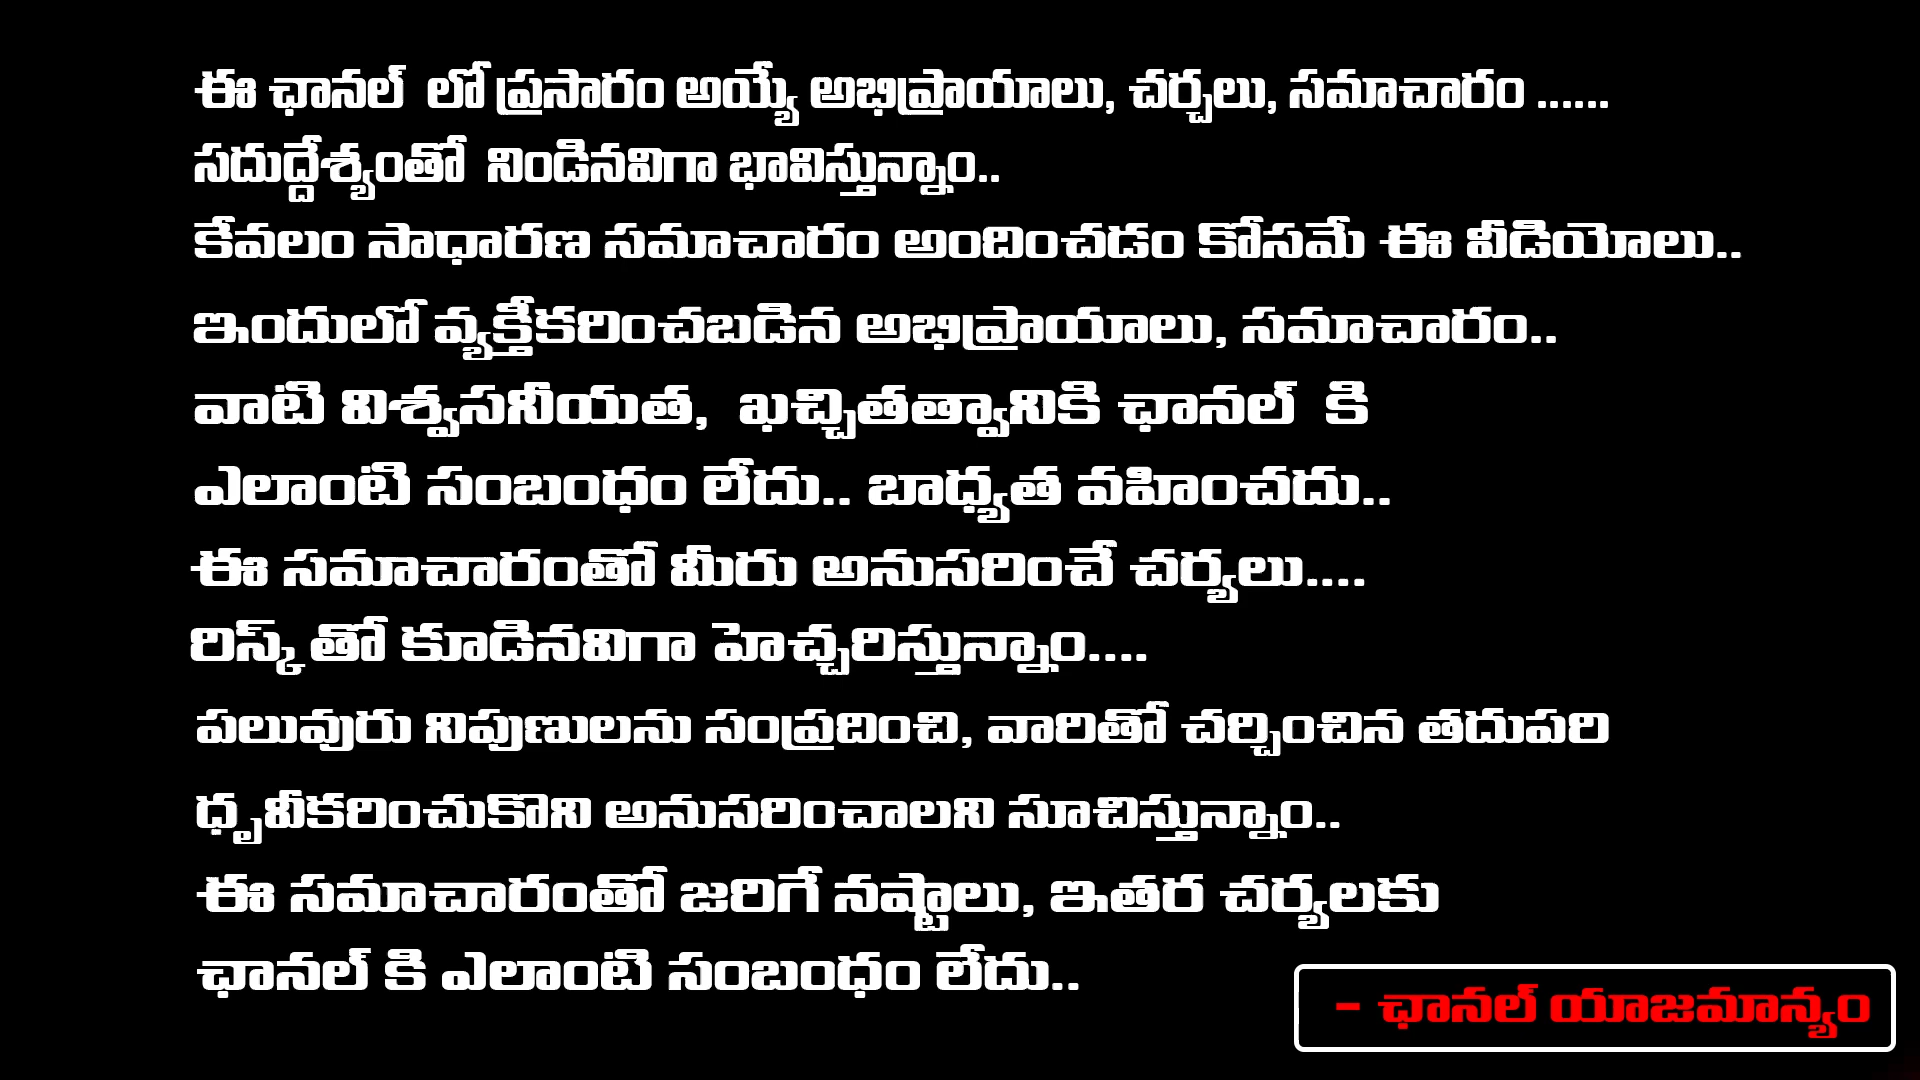 ఈ ఛానల్ లో ప్రసారం అయ్యే అభిప్రాయాలు, చర్చలు, సమాచారం ......
సదుద్దేశ్యంతో నిండినవిగా భావిస్తున్నాం..
కేవలం సాధారణ సమాచారం అందించడం కోసమే ఈ వీడియోలు..
ఇందులో వ్యక్తీకరించబడిన అభిప్రాయాలు, సమాచారం..
వాటి విశ్వసనీయత, ఖచ్చితత్వానికి ఛానల్ కి
ఎలాంటి సంబంధం లేదు.. బాధ్యత వహించదు..
ఈ సమాచారంతో మీరు అనుసరించే చర్యలు....
రిస్క్ తో కూడినవిగా హెచ్చరిస్తున్నాం....
పలువురు నిపుణులను సంప్రదించి, వారితో చర్చించిన తదుపరి
ధృవీకరించుకొని అనుసరించాలని సూచిస్తున్నాం..
ఈ సమాచారంతో జరిగే నష్టాలు, ఇతర చర్యలకు
ఛానల్ కి ఎలాంటి సంబంధం లేదు..
- ఛానల్ యాజమాన్యం